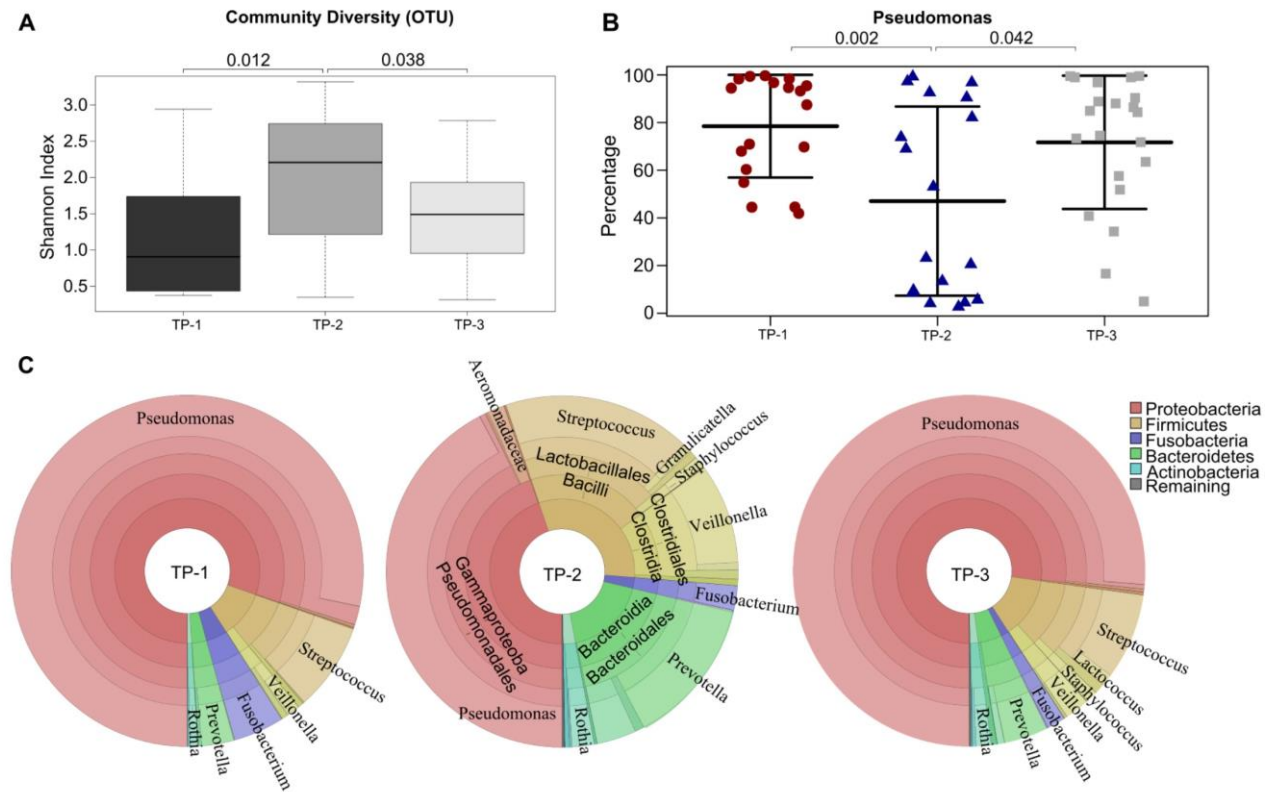 A
Community Diversity (OTU)
0.012
0.038
Shannon Index
3.0
2.5
2.0
1.5
1.0
0.5
TP-1
TP-2
TP-3
B
Pseudomonas
0.002
0.042
Percentage
100
80
60
40
20
0
TP-1
TP-2
TP-3
C
Pseudomonas
TP-1
Streptococcus
Veillonella
Fusobacterium
Prevotella
Rothia
Aeromonadaceae
Streptococcus
Granulicatella
Staphylococcus
Lactobacillales
Bacilli
Clostridiales
Clostridia
Veillonella
TP-2
Gammaproteoba
Pseudomonadales
Fusobacterium
Bacteroidia
Bacteroidales
Prevotella
Pseudomonas
Rothia
Pseudomonas
TP-3
Streptococcus
Lactococcus
Staphylococcus
Veillonella
Fusobacterium
Prevotella
Rothia
Proteobacteria
Firmicutes
Fusobacteria
Bacteroidetes
Actinobacteria
Remaining